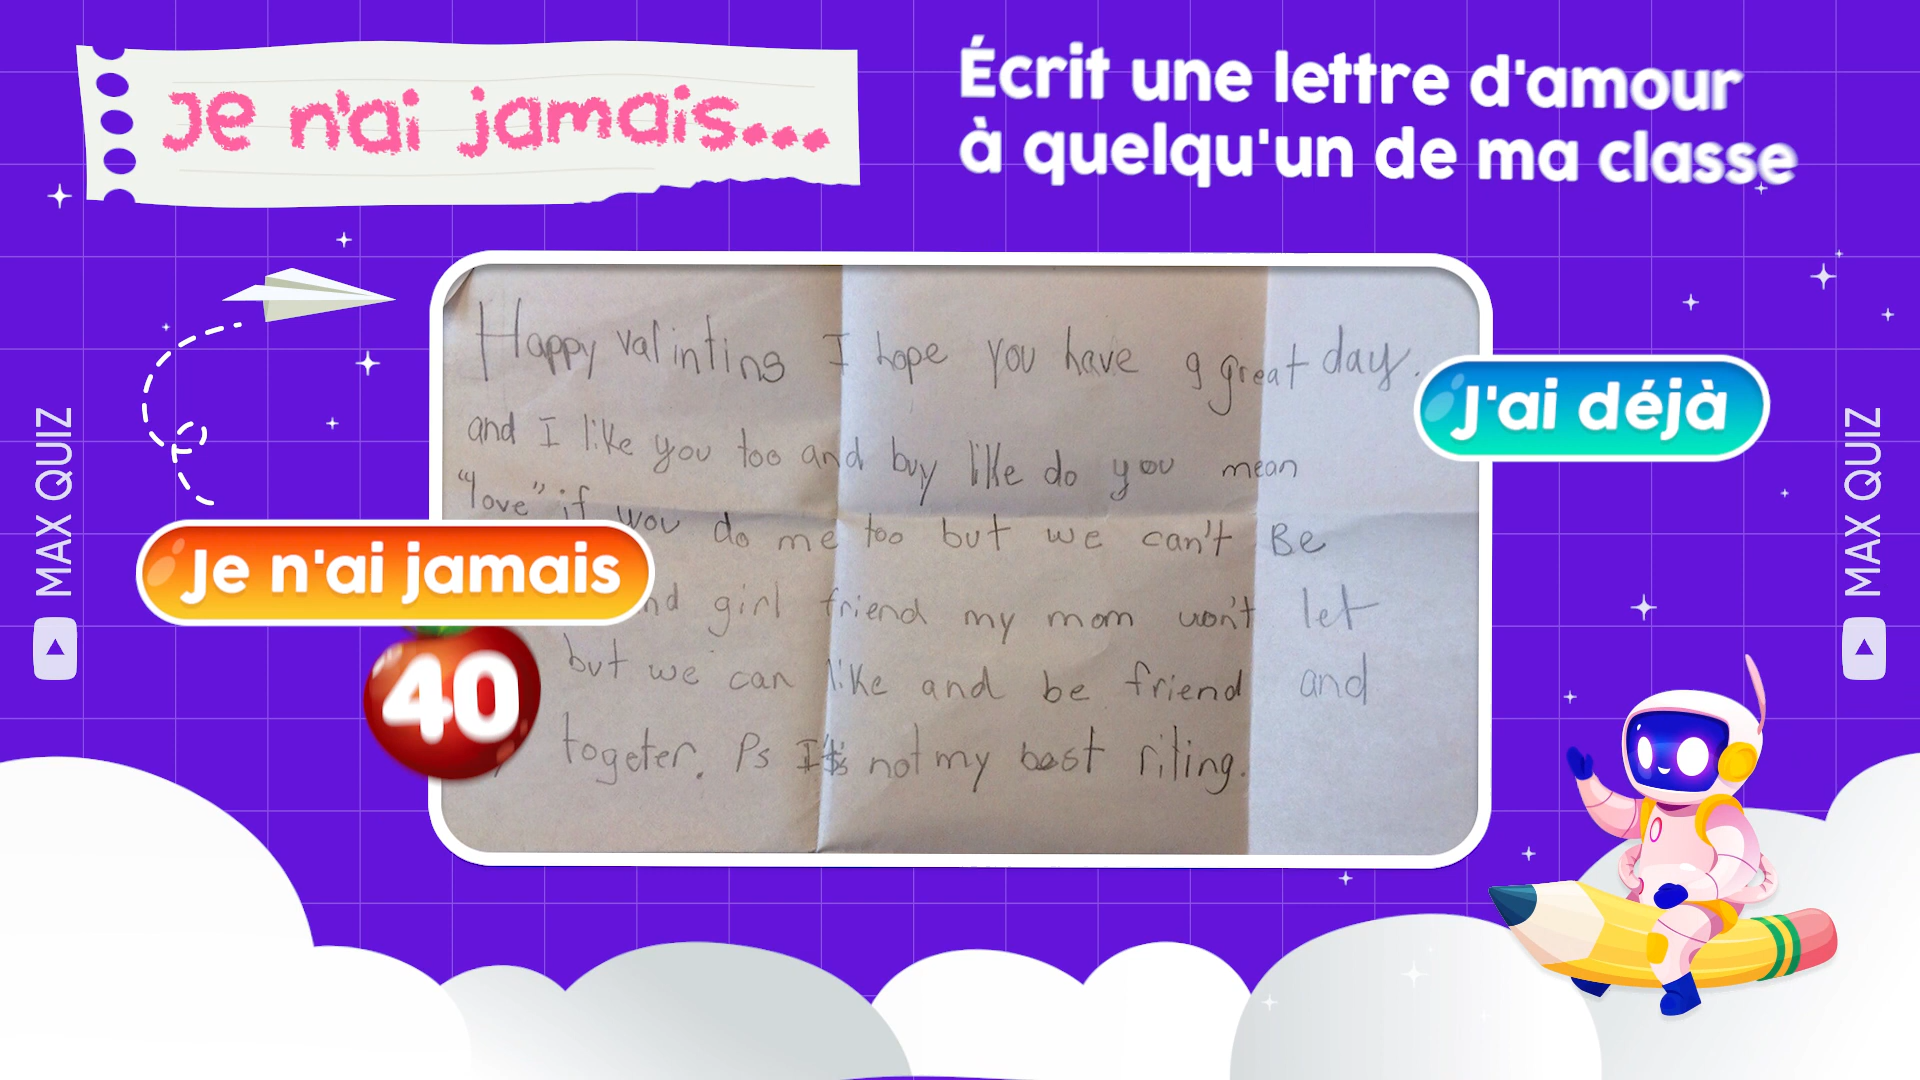 Je n'ai jamais...
Écrit une lettre d'amour
à quelqu'un de ma classe
Happy valintins I hope you have a great day.
and I like you too and buy like do you mean
"love" if wou do me too but we can't Be
girl friend my mom won't let
but we can like and be friend and
togeter. Ps It's not my best riting.
J'ai déjà
Je n'ai jamais
40
MAX QUIZ
MAX QUIZ